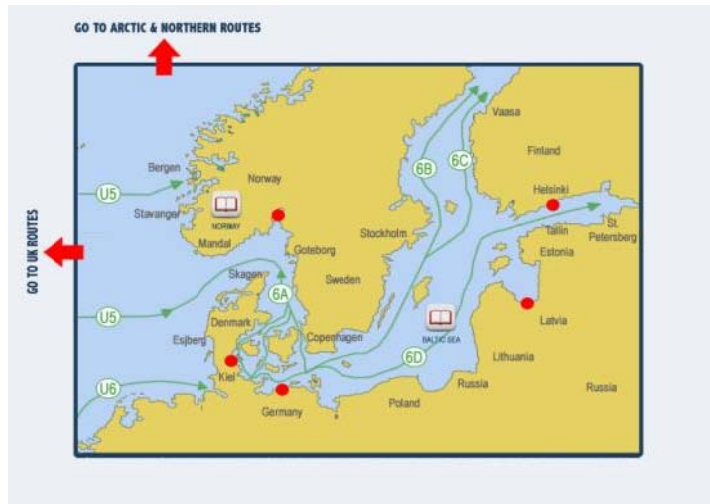 GO TO ARCTIC & NORTHERN ROUTES
GO TO UK ROUTES
Vaasa
6B
6C
Finland
Bergen
Norway
U5
Helsinki
Stavanger
NORWAY
Mandal
Goteborg
Stockholm
Tallin
St.
Petersberg
Estonia
Skagen
Sweden
6A
U5
Denmark
Esjberg
Copenhagen
BALTIC SEA
Latvia
6D
Lithuania
Kiel
U6
Germany
Poland
Russia
Russia